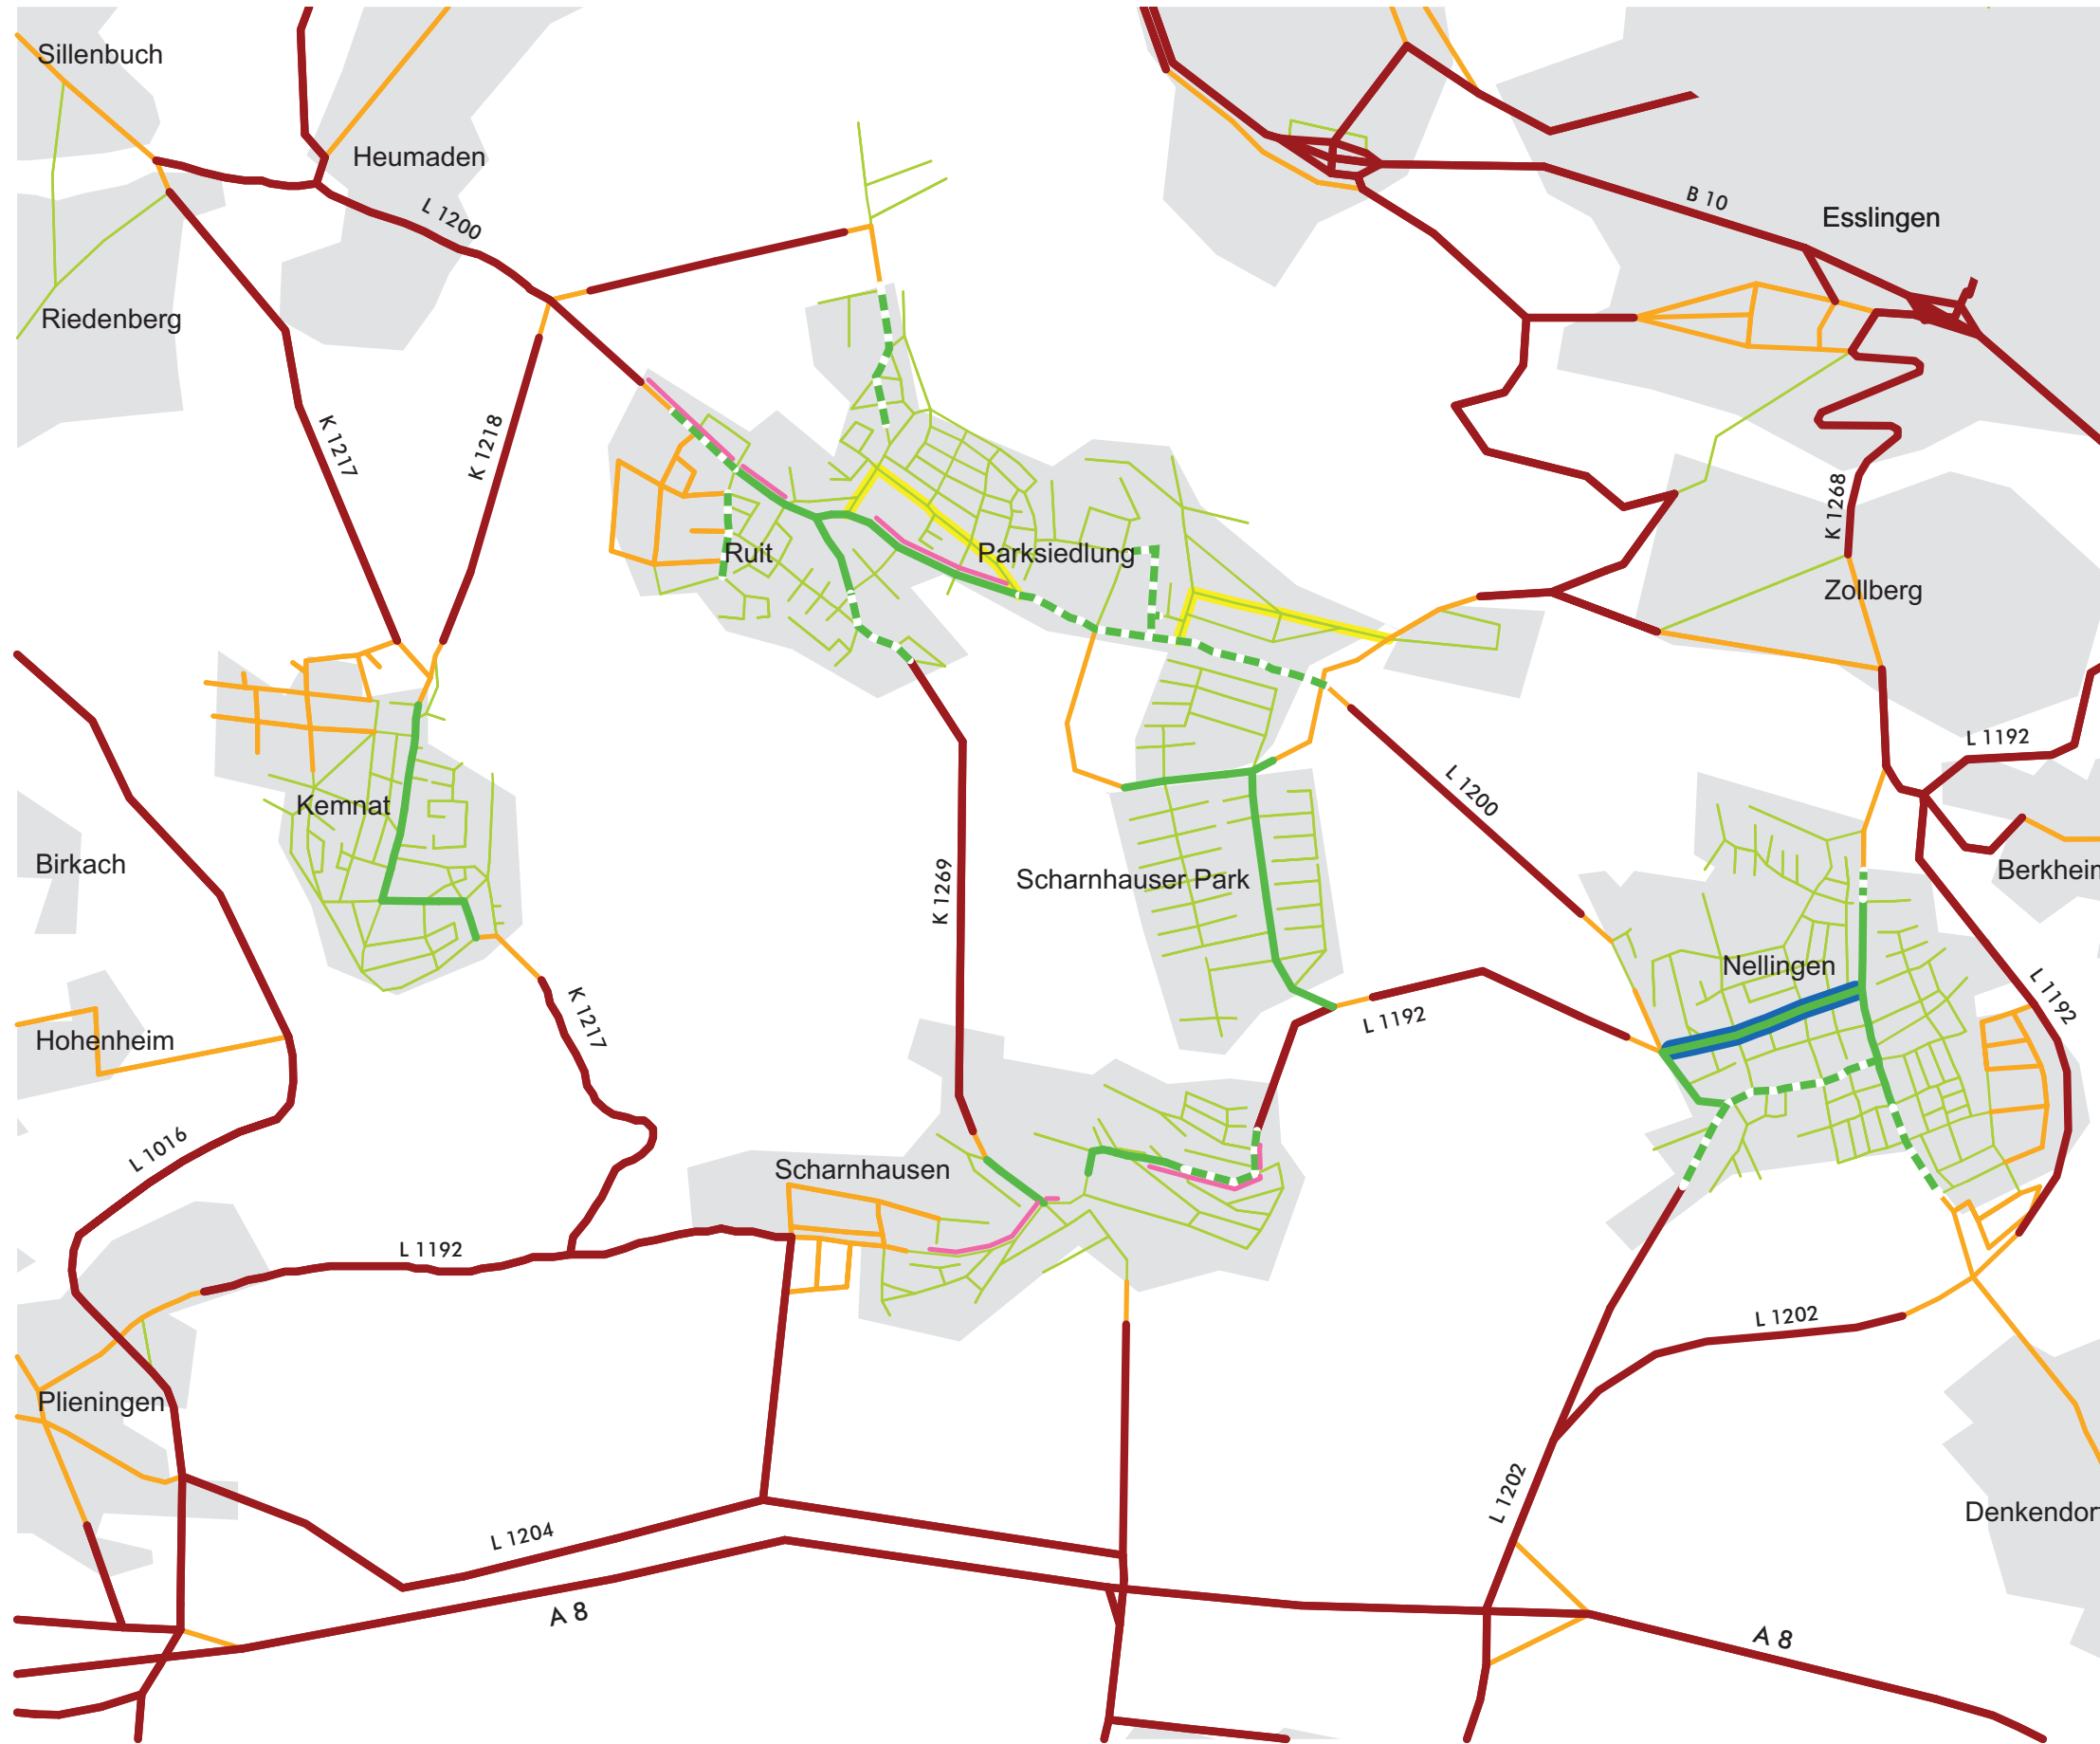 Sillenbuch
Heumaden
L 1200
B 10
Esslingen
Riedenberg
K 1217
K 1218
K 1268
Ruit
Parksiedlung
Zollberg
L 1192
L 1200
Kemnat
Birkach
K 1269
Scharnhauser Park
Berkheim
Nellingen
L 1192
L 1192
K 1217
Hohenheim
L 1016
Scharnhausen
L 1192
L 1202
Plieningen
L 1202
Denkendor
L 1204
A 8
A 8